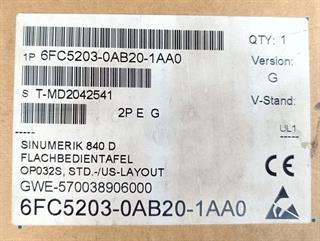 1P 6FC5203-0AB20-1AA0
QTY: 1
Version:
G
S T-MD2042541
V-Stand:
2P E G
UL1
SINUMERIK 840 D
FLACHBEDIENTAFEL
OP032S, STD.-/US-LAYOUT
GWE-570038906000
6FC5203-0AB20-1AA0